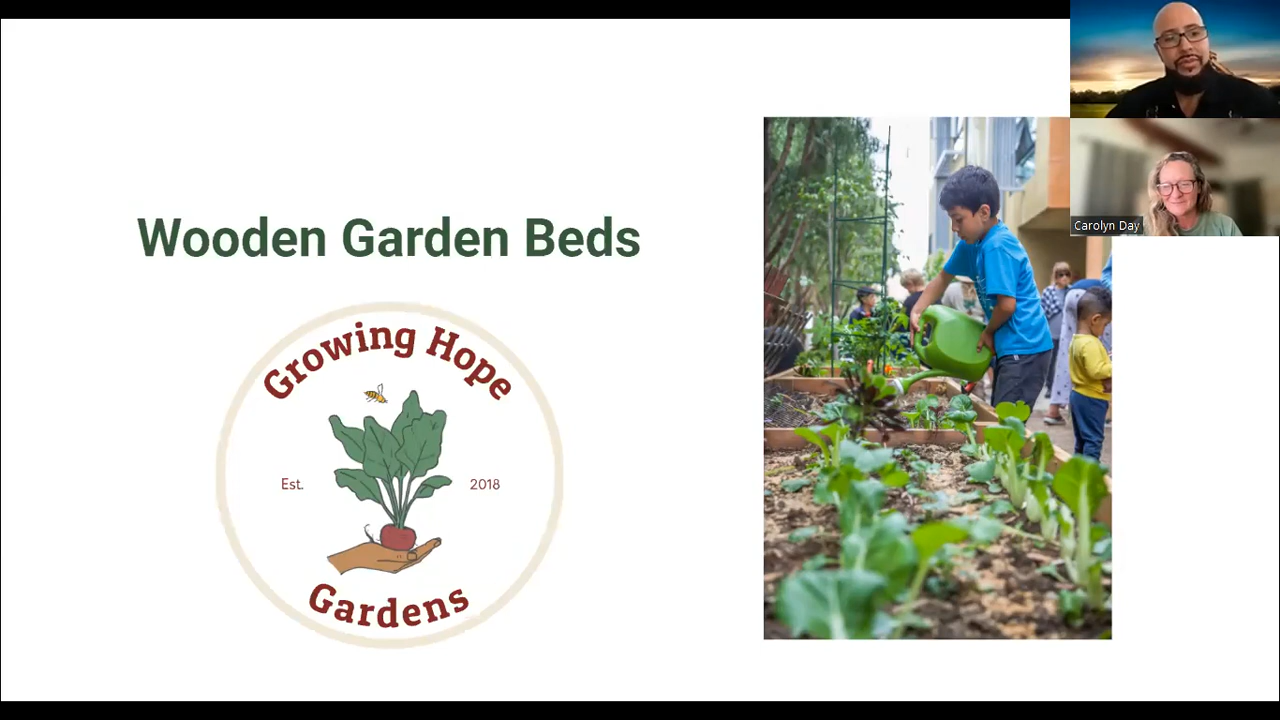 Wooden Garden Beds
Growing Hope
Est. 2018
Gardens
Carolyn Day